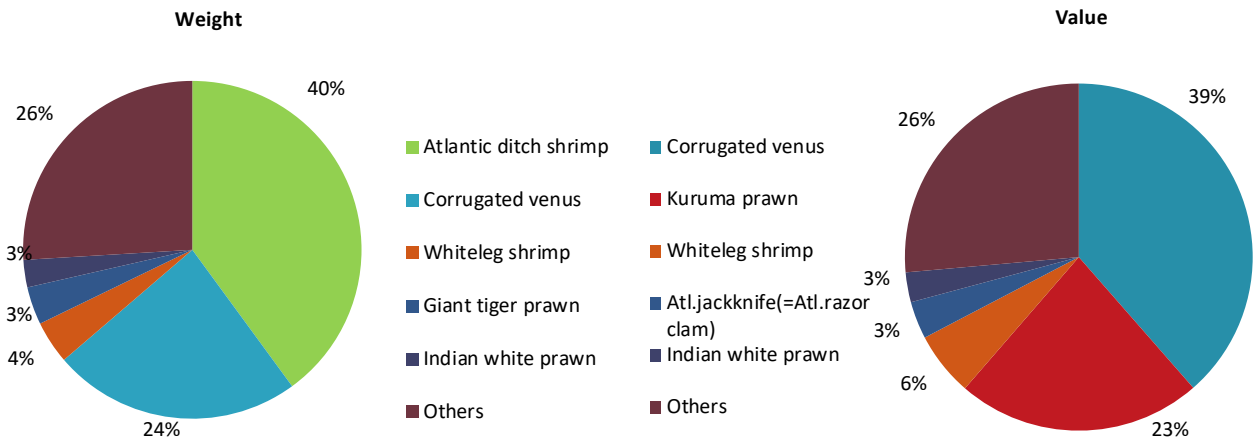 Weight
40%
26%
3%
3%
4%
24%
Atlantic ditch shrimp
Corrugated venus
Whiteleg shrimp
Giant tiger prawn
Indian white prawn
Others
Corrugated venus
Kuruma prawn
Whiteleg shrimp
Atl.jackknife(=Atl.razor
clam)
Indian white prawn
Others
Value
39%
26%
3%
3%
6%
23%